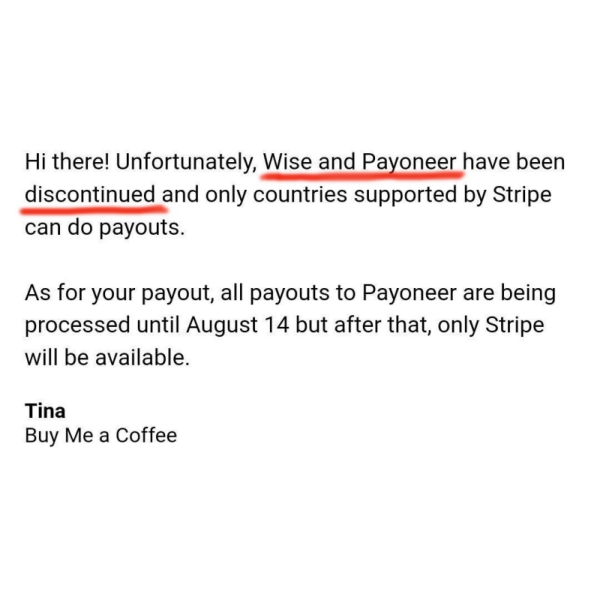 Hi there! Unfortunately, Wise and Payoneer have been
discontinued and only countries supported by Stripe
can do payouts.
As for your payout, all payouts to Payoneer are being
processed until August 14 but after that, only Stripe
will be available.
Tina
Buy Me a Coffee